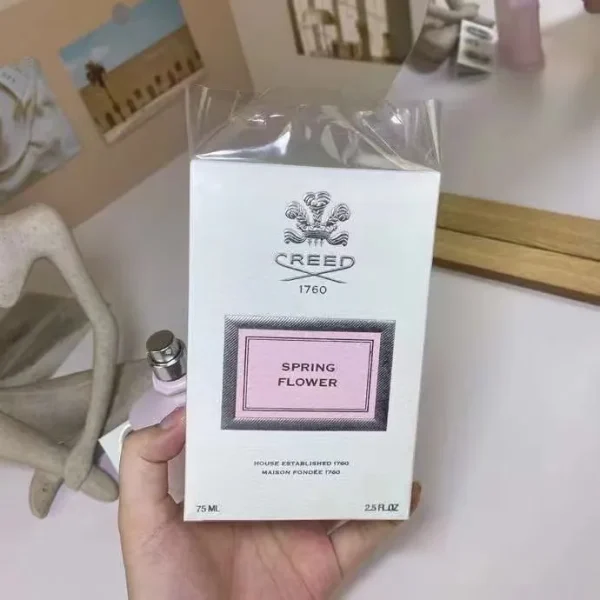 CREED
1760
SPRING
FLOWER
HOUSE ESTABLISHED 1760
MAISON FONDÉE 1760
75 ML 2.5 FL.OZ